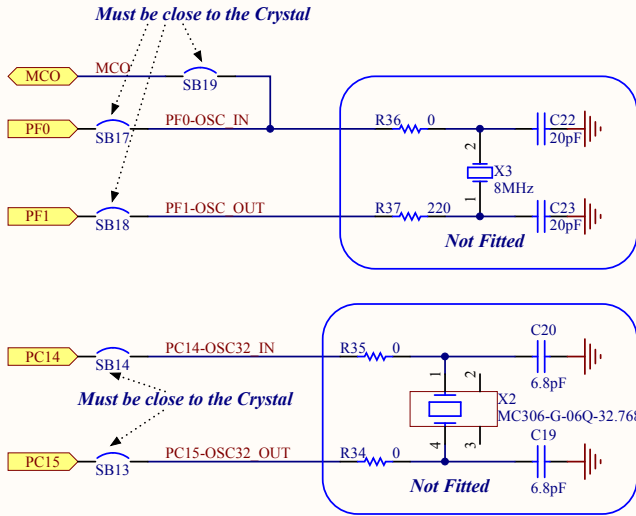 Must be close to the Crystal
MCO MCO
SB19
PF0 PF0-OSC_IN R36 0 C22
SB17 20pF
2
X3
8MHz
1
PF1 PF1-OSC_OUT R37 220 C23
SB18 20pF
Not Fitted
C20
PC14 PC14-OSC32_IN R35 0
SB14 6.8pF
1 2
Must be close to the Crystal X2
MC306-G-06Q-32.768
4 3 C19
PC15 PC15-OSC32_OUT R34 0
SB13 6.8pF
Not Fitted